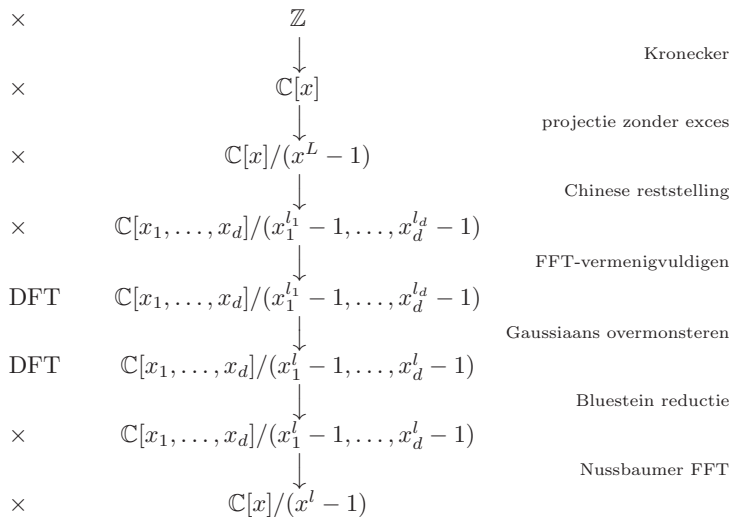 × ℤ
Kronecker
× ℂ[x]
projectie zonder exces
× ℂ[x]/(x^L − 1)
Chinese reststelling
× ℂ[x_1, . . . , x_d]/(x_1^{l_1} − 1, . . . , x_d^{l_d} − 1)
FFT-vermenigvuldigen
DFT ℂ[x_1, . . . , x_d]/(x_1^{l_1} − 1, . . . , x_d^{l_d} − 1)
Gaussiaans overmonsteren
DFT ℂ[x_1, . . . , x_d]/(x_1^l − 1, . . . , x_d^l − 1)
Bluestein reductie
× ℂ[x_1, . . . , x_d]/(x_1^l − 1, . . . , x_d^l − 1)
Nussbaumer FFT
× ℂ[x]/(x^l − 1)